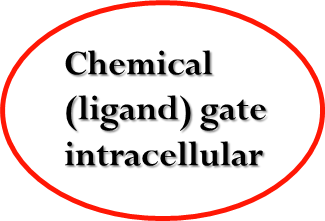 Chemical
(ligand) gate
intracellular